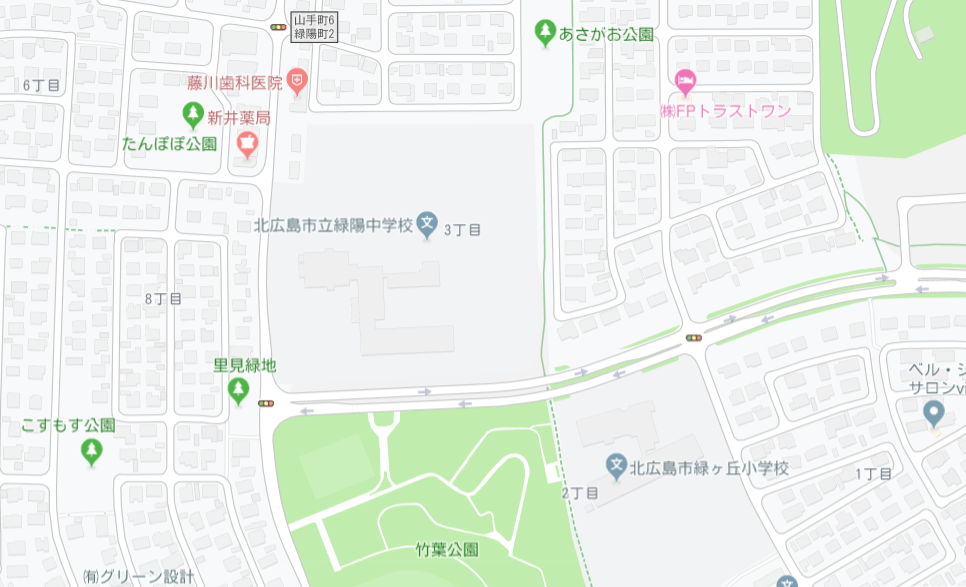 山手町6
緑陽町2
あさがお公園
6丁目
藤川歯科医院
㈱FPトラストワン
新井薬局
たんぽぽ公園
北広島市立緑陽中学校
3丁目
8丁目
里見緑地
ベル・シ
サロンvi
こすもす公園
北広島市緑ヶ丘小学校
1丁目
2丁目
竹葉公園
㈲グリーン設計